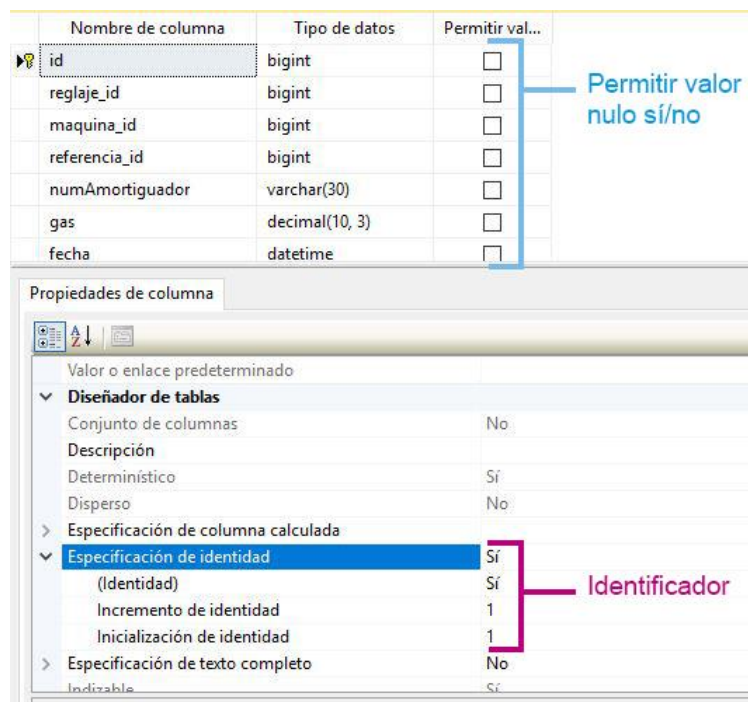 Nombre de columna Tipo de datos Permitir val...
id bigint
reglaje_id bigint
maquina_id bigint
referencia_id bigint
numAmortiguador varchar(30)
gas decimal(10, 3)
fecha datetime
Permitir valor
nulo sí/no
Propiedades de columna
Valor o enlace predeterminado
Diseñador de tablas
Conjunto de columnas No
Descripción
Determinístico Sí
Disperso No
Especificación de columna calculada
Especificación de identidad Sí
(Identidad) Sí
Incremento de identidad 1
Inicialización de identidad 1
Identificador
Especificación de texto completo No
Indizable Sí